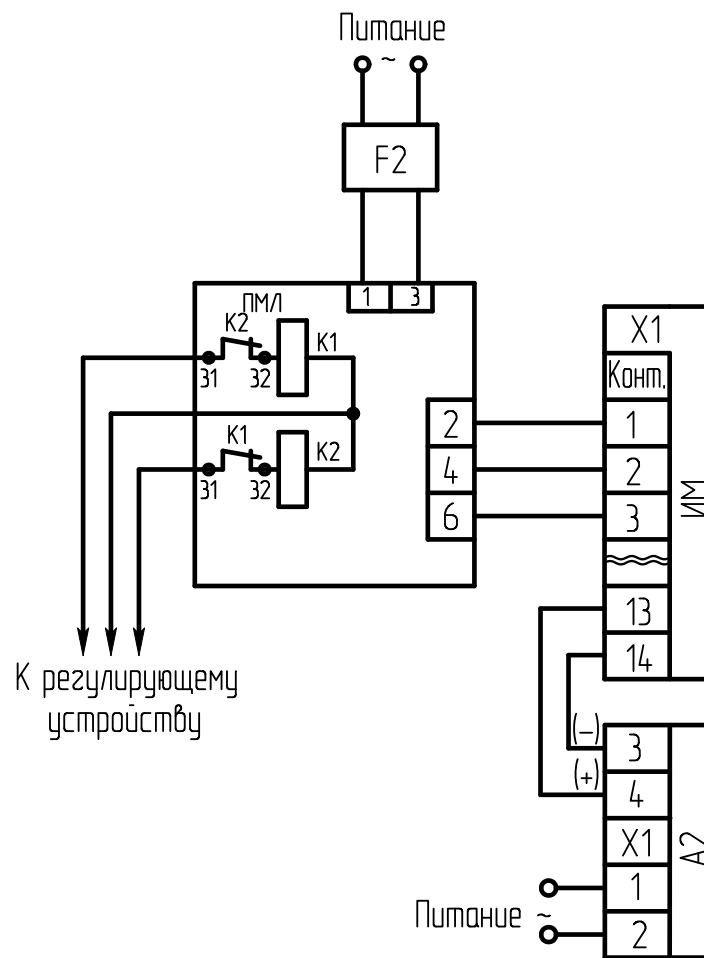 Питание
~
F2
1 3
ПМЛ
К2 К1
31 32
К1 К2
31 32
2
4
6
Х1
Конт.
1
2
3
13
14
ИМ
К регулирующему
устройству
(−) 3
(+) 4
Х1
1
2
А2
Питание ~